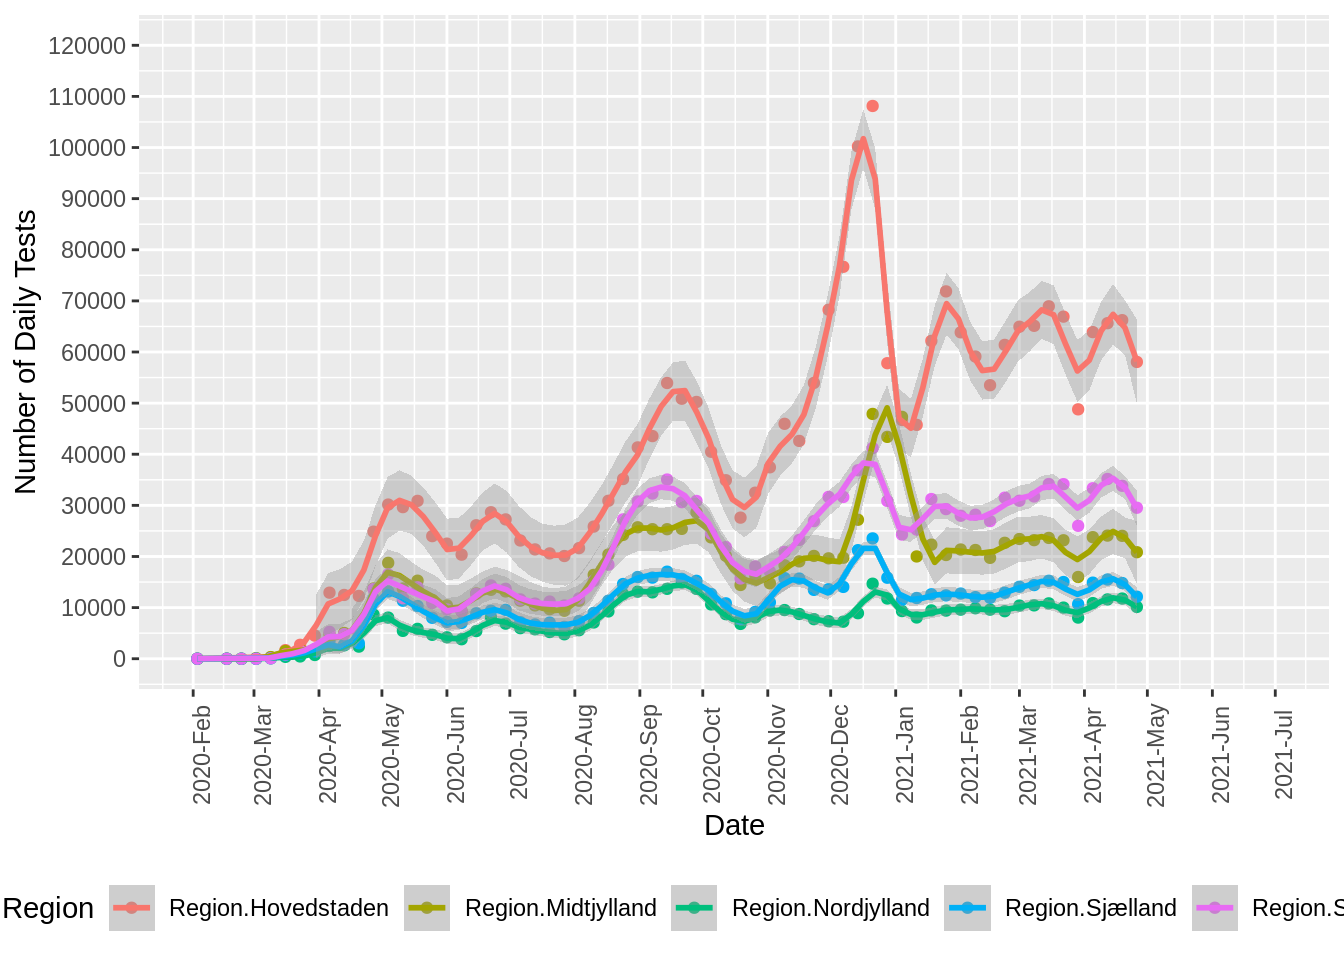 120000
110000
100000
90000
80000
70000
60000
50000
40000
30000
20000
10000
0
Number of Daily Tests
2020-Feb
2020-Mar
2020-Apr
2020-May
2020-Jun
2020-Jul
2020-Aug
2020-Sep
2020-Oct
2020-Nov
2020-Dec
2021-Jan
2021-Feb
2021-Mar
2021-Apr
2021-May
2021-Jun
2021-Jul
Date
Region Region.Hovedstaden Region.Midtjylland Region.Nordjylland Region.Sjælland